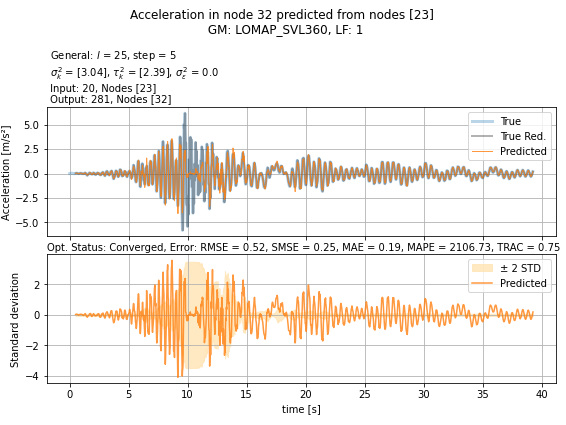 Acceleration in node 32 predicted from nodes [23]
GM: LOMAP_SVL360, LF: 1
General: l = 25, step = 5
σ²ₖ = [3.04], τ²ₖ = [2.39], σ²ε = 0.0
Input: 20, Nodes [23]
Output: 281, Nodes [32]
Acceleration [m/s²]
5.0
2.5
0.0
−2.5
−5.0
True
True Red.
Predicted
Opt. Status: Converged, Error: RMSE = 0.52, SMSE = 0.25, MAE = 0.19, MAPE = 2106.73, TRAC = 0.75
Standard deviation
2
0
−2
−4
± 2 STD
Predicted
0 5 10 15 20 25 30 35 40
time [s]